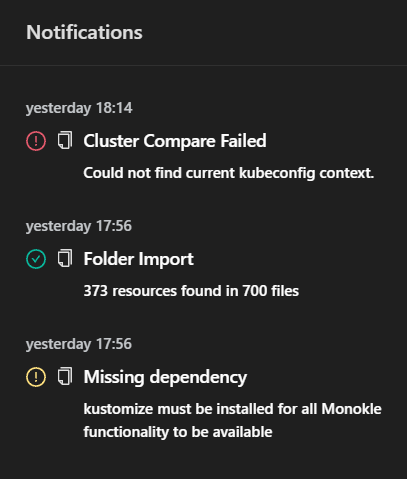 Notifications
yesterday 18:14
Cluster Compare Failed
Could not find current kubeconfig context.
yesterday 17:56
Folder Import
373 resources found in 700 files
yesterday 17:56
Missing dependency
kustomize must be installed for all Monokle
functionality to be available